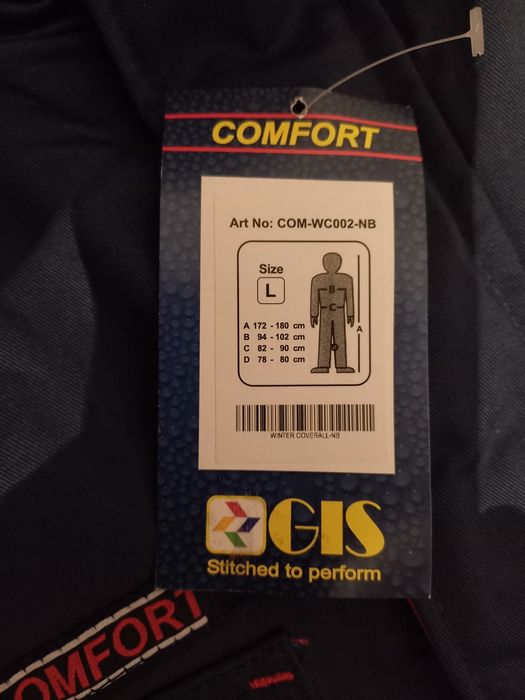 COMFORT
Art No: COM-WC002-NB
Size
L
A 172 - 180 cm
B 94 - 102 cm
C 82 - 90 cm
D 78 - 80 cm
B
C
A
D
WINTER COVERALL-NB
GIS
Stitched to perform
OMFORT